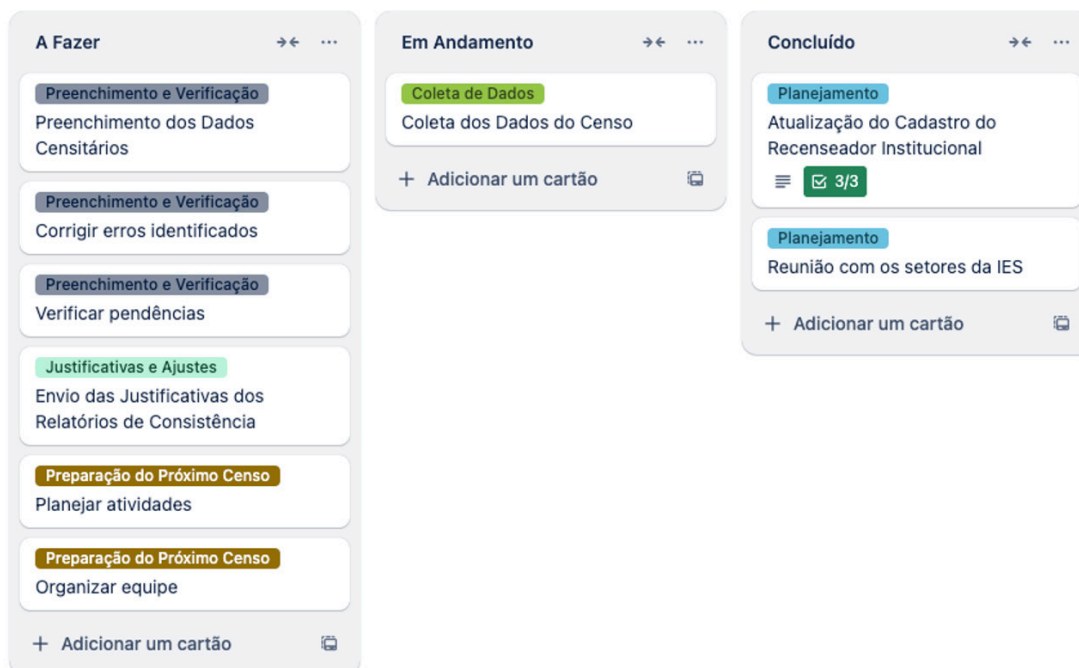 A Fazer
Preenchimento e Verificação
Preenchimento dos Dados
Censitários
Preenchimento e Verificação
Corrigir erros identificados
Preenchimento e Verificação
Verificar pendências
Justificativas e Ajustes
Envio das Justificativas dos
Relatórios de Consistência
Preparação do Próximo Censo
Planejar atividades
Preparação do Próximo Censo
Organizar equipe
+ Adicionar um cartão
Em Andamento
Coleta de Dados
Coleta dos Dados do Censo
+ Adicionar um cartão
Concluído
Planejamento
Atualização do Cadastro do
Recenseador Institucional
3/3
Planejamento
Reunião com os setores da IES
+ Adicionar um cartão